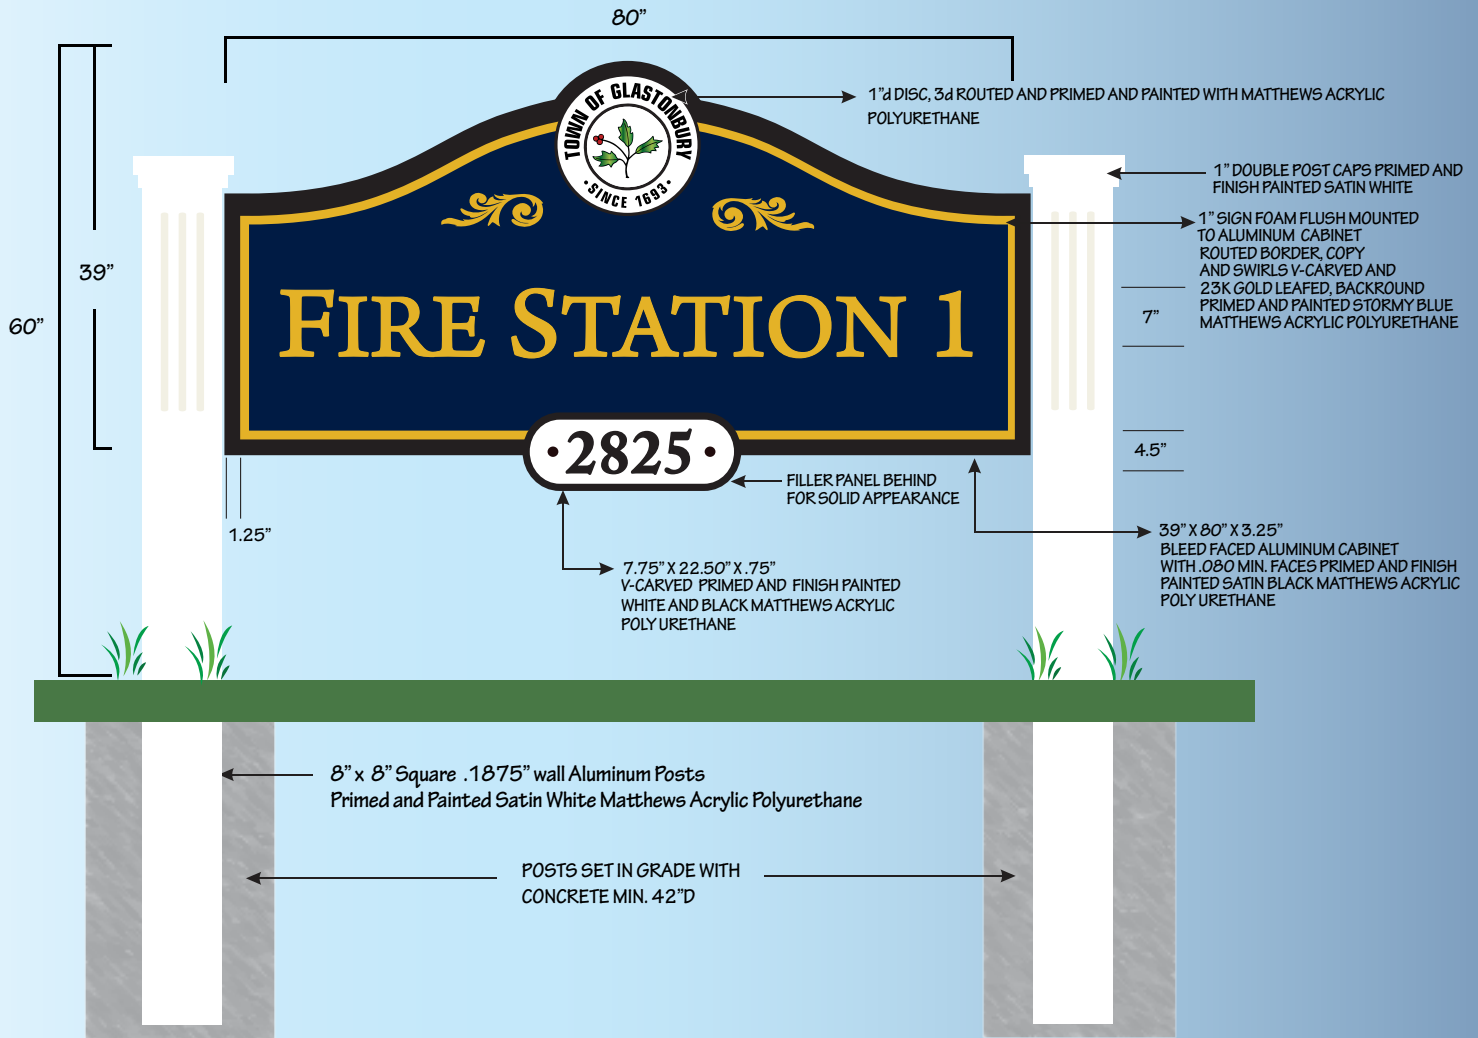 80”
TOWN OF GLASTONBURY
• SINCE 1693 •
1”d DISC, 3d ROUTED AND PRIMED AND PAINTED WITH MATTHEWS ACRYLIC
POLYURETHANE
1” DOUBLE POST CAPS PRIMED AND
FINISH PAINTED SATIN WHITE
1” SIGN FOAM FLUSH MOUNTED
TO ALUMINUM CABINET
ROUTED BORDER, COPY
AND SWIRLS V-CARVED AND
23K GOLD LEAFED, BACKROUND
PRIMED AND PAINTED STORMY BLUE
MATTHEWS ACRYLIC POLYURETHANE
39”
60”
FIRE STATION 1
7”
• 2825 •
4.5”
FILLER PANEL BEHIND
FOR SOLID APPEARANCE
1.25”
39” X 80” X 3.25”
BLEED FACED ALUMINUM CABINET
WITH .080 MIN. FACES PRIMED AND FINISH
PAINTED SATIN BLACK MATTHEWS ACRYLIC
POLY URETHANE
7.75” X 22.50” X .75”
V-CARVED PRIMED AND FINISH PAINTED
WHITE AND BLACK MATTHEWS ACRYLIC
POLY URETHANE
8” x 8” Square .1875” wall Aluminum Posts
Primed and Painted Satin White Matthews Acrylic Polyurethane
POSTS SET IN GRADE WITH
CONCRETE MIN. 42”D